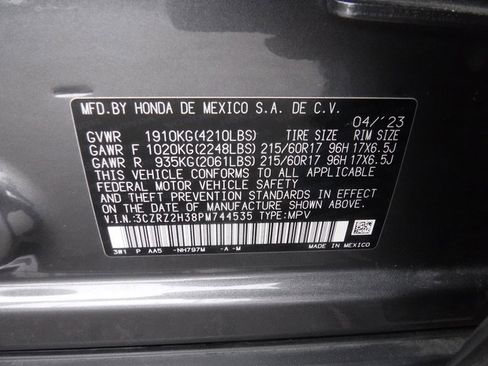 MFD.BY HONDA DE MEXICO S.A. DE C.V.
04/'23
GVWR 1910KG(4210LBS) TIRE SIZE RIM SIZE
GAWR F 1020KG(2248LBS) 215/60R17 96H 17X6.5J
GAWR R 935KG(2061LBS) 215/60R17 96H 17X6.5J
THIS VEHICLE CONFORMS TO ALL APPLICABLE
FEDERAL MOTOR VEHICLE SAFETY
AND THEFT PREVENTION STANDARDS IN EFFECT ON
THE DATE OF MANUFACTURE SHOWN ABOVE.
V.I.N.:3CZRZ2H38PM744535 TYPE:MPV
3W1 P AA5 -NH797M -A -M MADE IN MEXICO